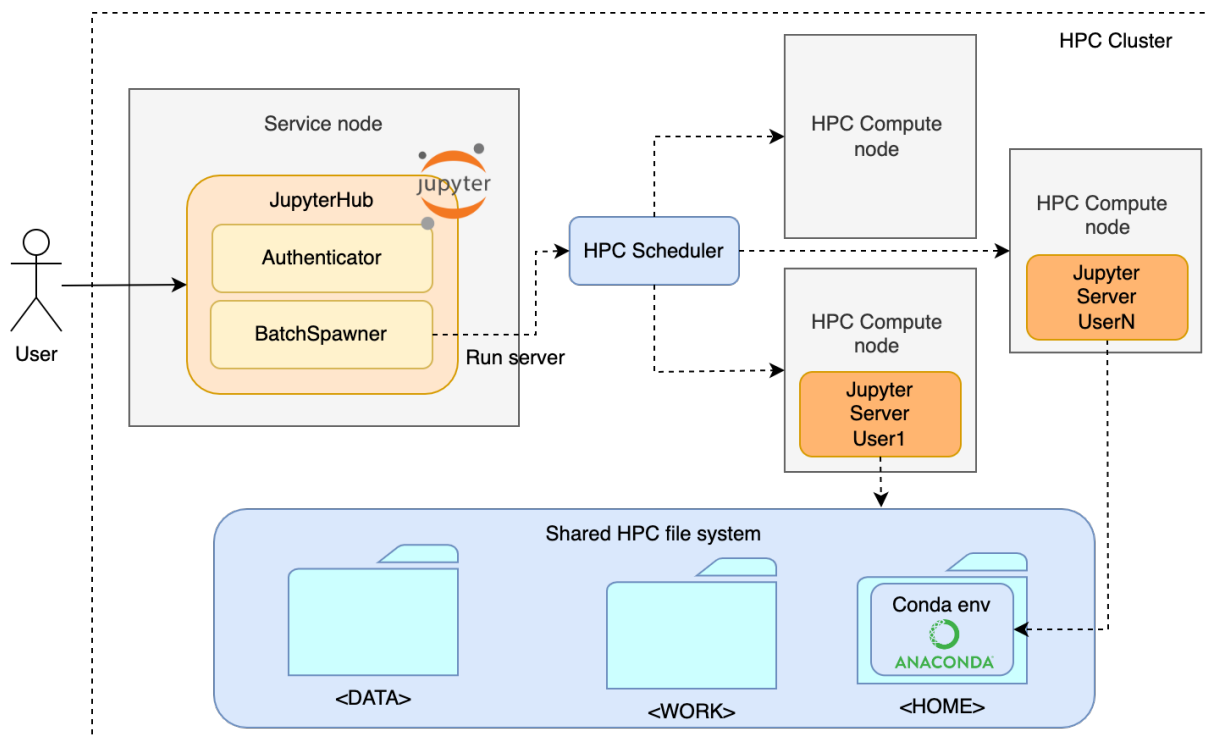 HPC Cluster
Service node
jupyter
JupyterHub
Authenticator
BatchSpawner
User
Run server
HPC Scheduler
HPC Compute
node
HPC Compute
node
Jupyter
Server
UserN
HPC Compute
node
Jupyter
Server
User1
Shared HPC file system
<DATA>
<WORK>
Conda env
ANACONDA
<HOME>